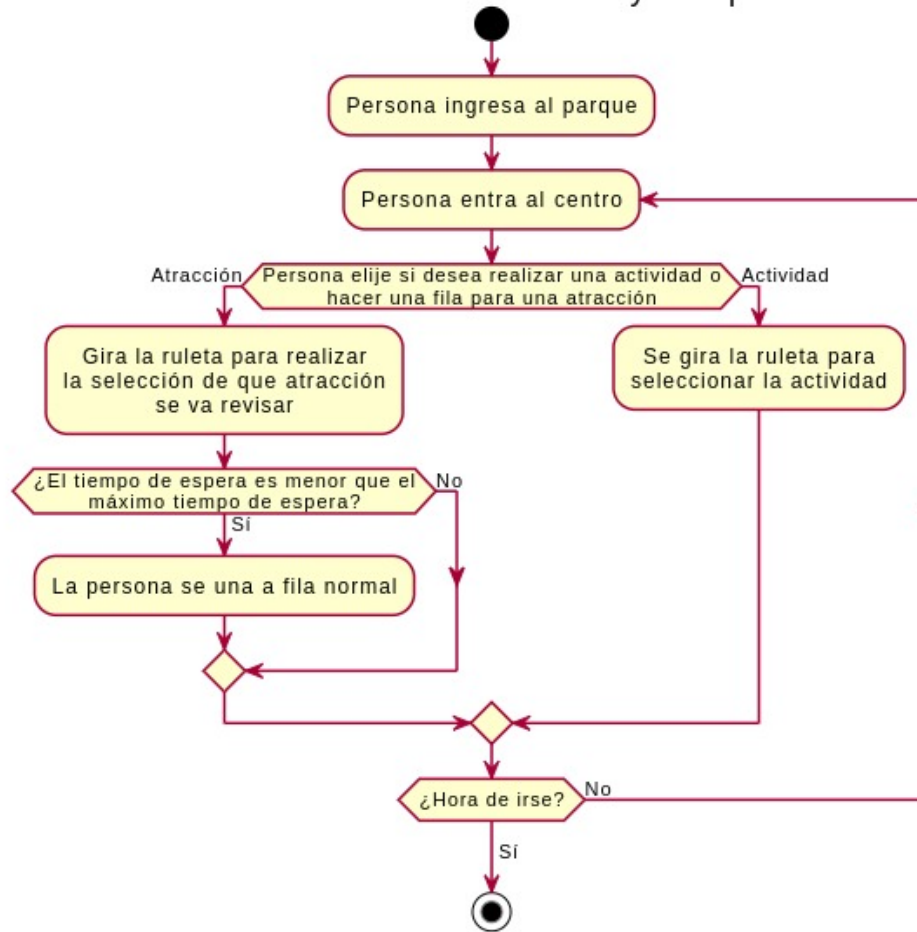 Persona ingresa al parque
Persona entra al centro
Atracción
Persona elije si desea realizar una actividad o
hacer una fila para una atracción
Actividad
Gira la ruleta para realizar
la selección de que atracción
se va revisar
Se gira la ruleta para
seleccionar la actividad
¿El tiempo de espera es menor que el
máximo tiempo de espera?
No
Sí
La persona se una a fila normal
¿Hora de irse?
No
Sí